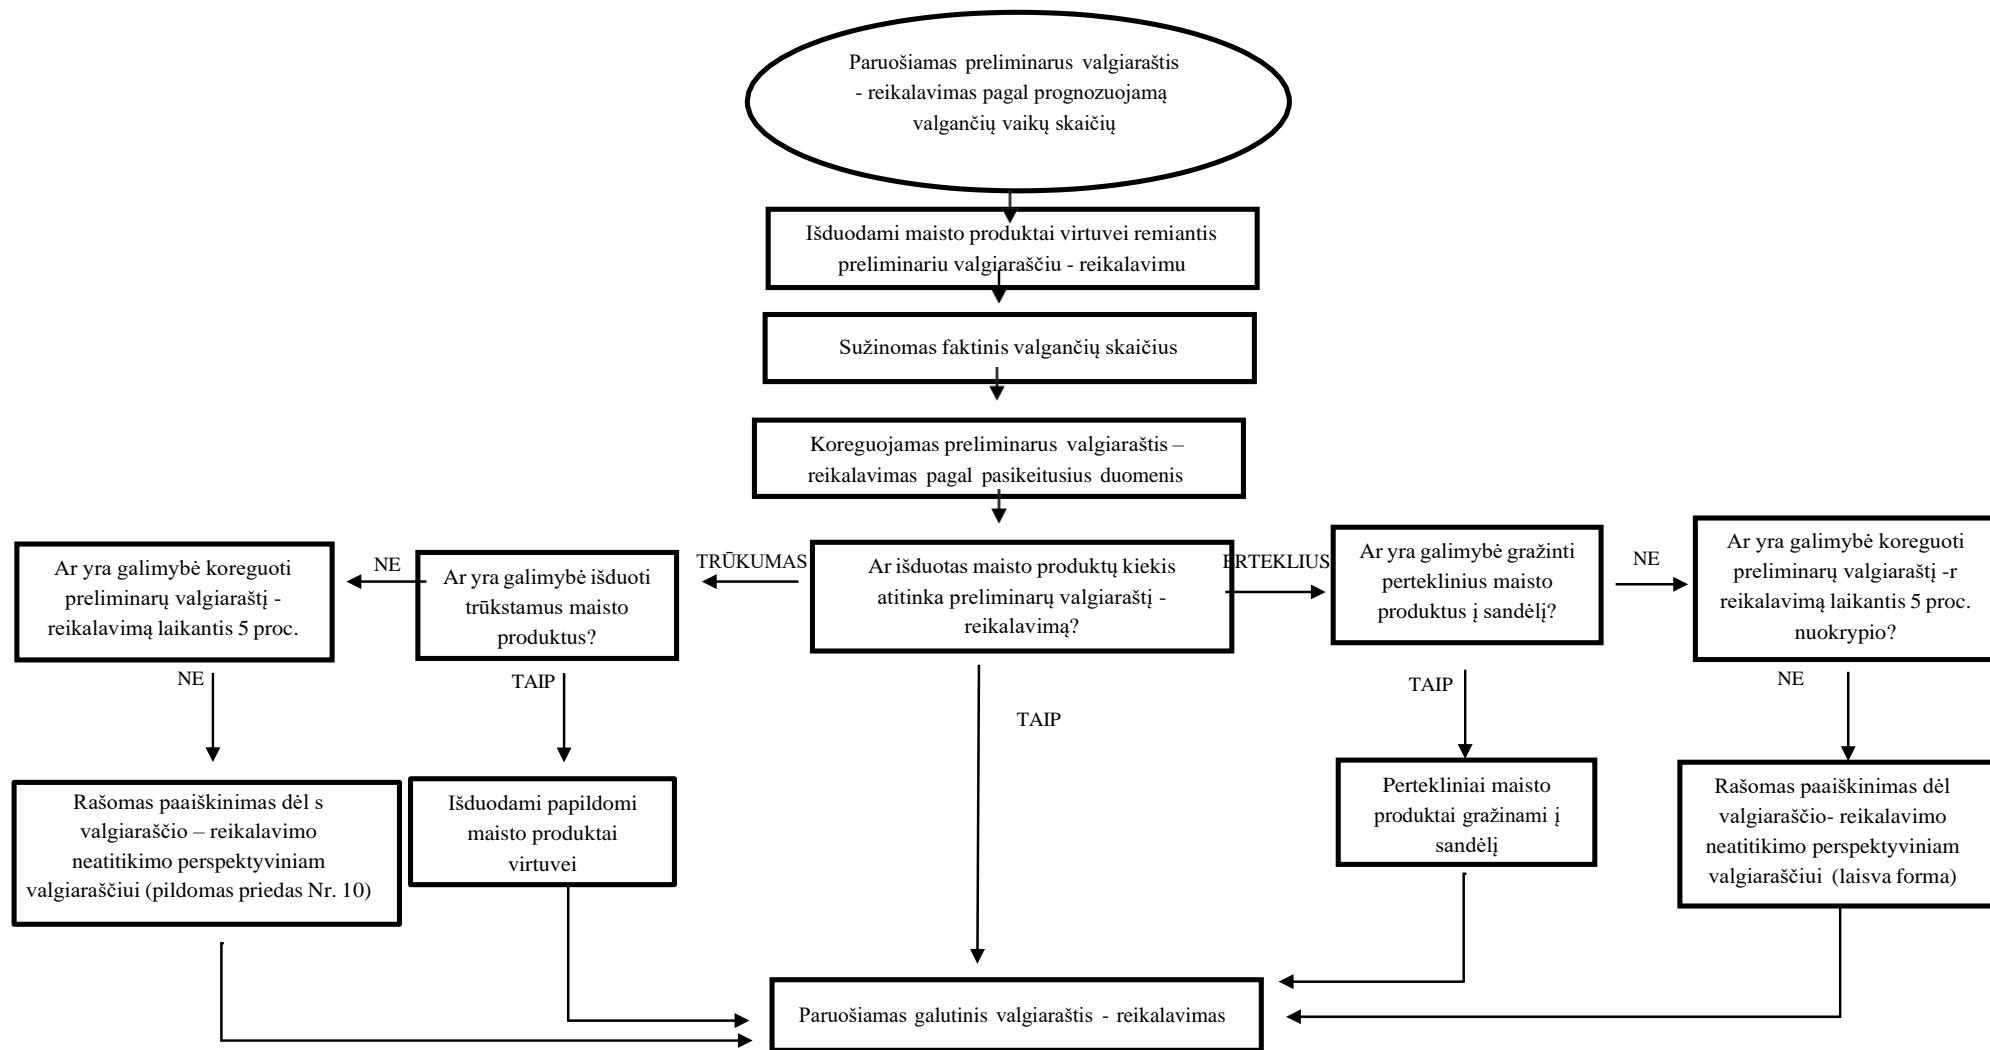 Paruošiamas preliminarus valgiaraštis
- reikalavimas pagal prognozuojamą
valgančių vaikų skaičių
Išduodami maisto produktai virtuvei remiantis
preliminariu valgiaraščiu - reikalavimu
Sužinomas faktinis valgančių skaičius
Koreguojamas preliminarus valgiaraštis –
reikalavimas pagal pasikeitusius duomenis
Ar yra galimybė koreguoti
preliminarų valgiaraštį -
reikalavimą laikantis 5 proc.
NE
Ar yra galimybė išduoti
trūkstamus maisto
produktus?
TRŪKUMAS
Ar išduotas maisto produktų kiekis
atitinka preliminarų valgiaraštį -
reikalavimą?
ERTEKLIUS
Ar yra galimybė gražinti
perteklinius maisto
produktus į sandėlį?
NE
Ar yra galimybė koreguoti
preliminarų valgiaraštį -r
reikalavimą laikantis 5 proc.
nuokrypio?
NE
TAIP
TAIP
TAIP
NE
Rašomas paaiškinimas dėl s
valgiaraščio – reikalavimo
neatitikimo perspektyviniam
valgiaraščiui (pildomas priedas Nr. 10)
Išduodami papildomi
maisto produktai
virtuvei
Pertekliniai maisto
produktai gražinami į
sandėlį
Rašomas paaiškinimas dėl
valgiaraščio- reikalavimo
neatitikimo perspektyviniam
valgiaraščiui (laisva forma)
Paruošiamas galutinis valgiaraštis - reikalavimas